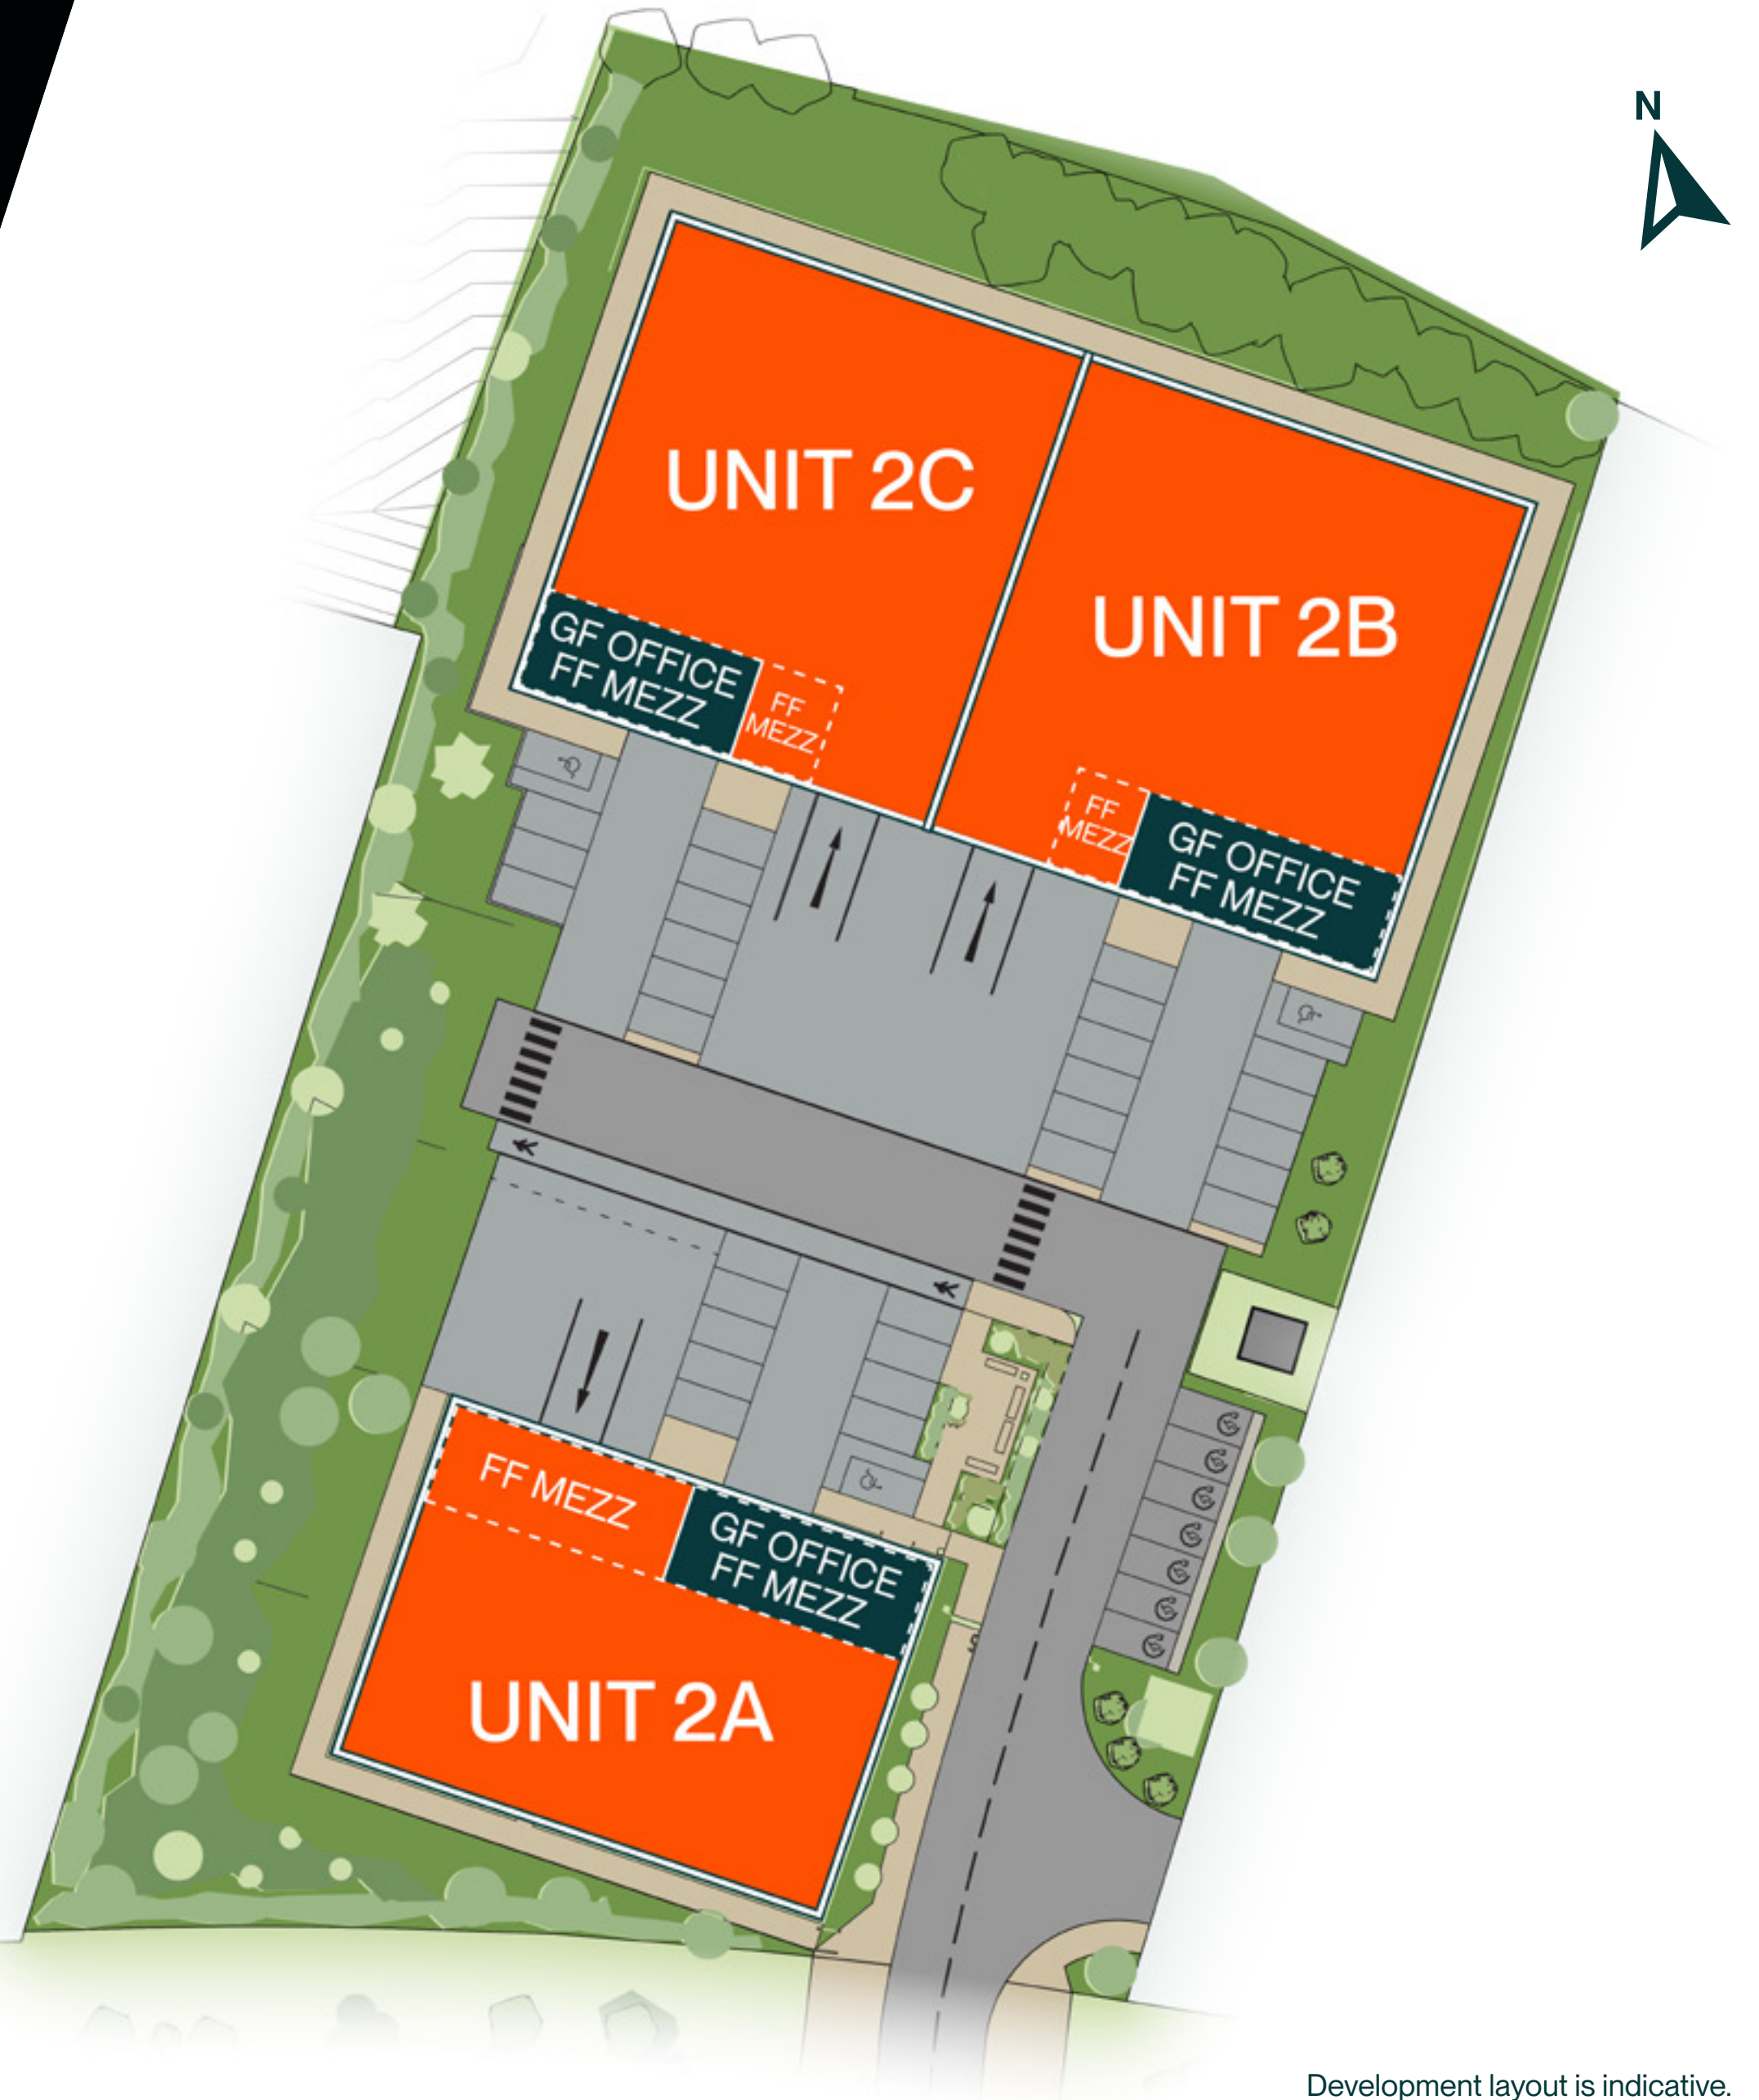 N
UNIT 2C
UNIT 2B
GF OFFICE
FF MEZZ
FF
MEZZ
FF
MEZZ
GF OFFICE
FF MEZZ
FF MEZZ
GF OFFICE
FF MEZZ
UNIT 2A
Development layout is indicative.